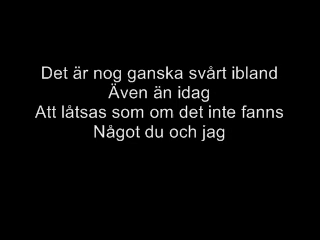 Det är nog ganska svårt ibland
Även än idag
Att låtsas som om det inte fanns
Något du och jag